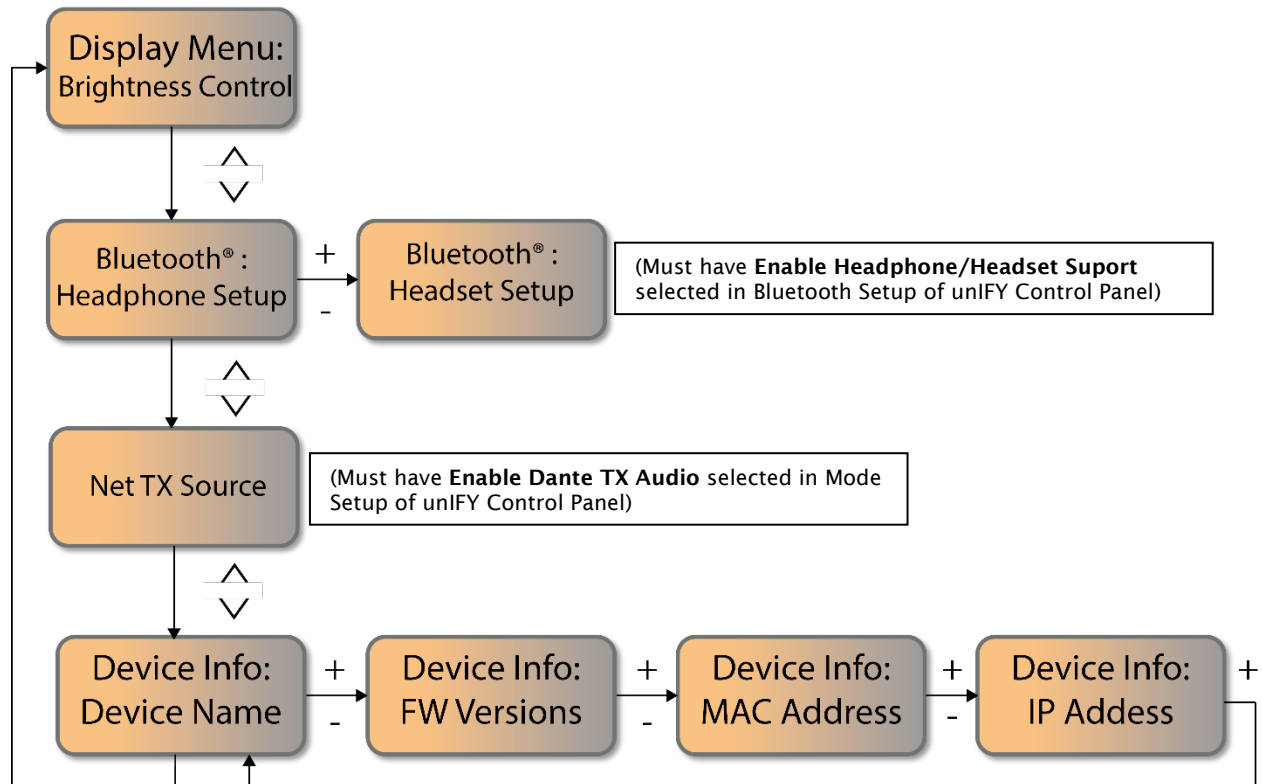 Display Menu:
Brightness Control
Bluetooth® :
Headphone Setup
+
-
Bluetooth® :
Headset Setup
(Must have Enable Headphone/Headset Suport
selected in Bluetooth Setup of unIFY Control Panel)
Net TX Source
(Must have Enable Dante TX Audio selected in Mode
Setup of unIFY Control Panel)
Device Info:
Device Name
+
-
Device Info:
FW Versions
+
-
Device Info:
MAC Address
+
-
Device Info:
IP Addess
+